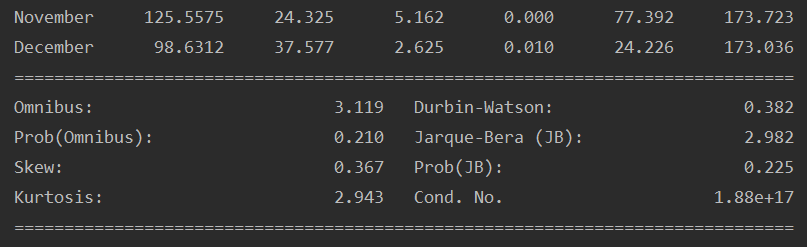 November     125.5575     24.325      5.162      0.000      77.392     173.723
December      98.6312     37.577      2.625      0.010      24.226     173.036
==============================================================================
Omnibus:                        3.119   Durbin-Watson:                   0.382
Prob(Omnibus):                  0.210   Jarque-Bera (JB):                2.982
Skew:                           0.367   Prob(JB):                        0.225
Kurtosis:                       2.943   Cond. No.                     1.88e+17
==============================================================================